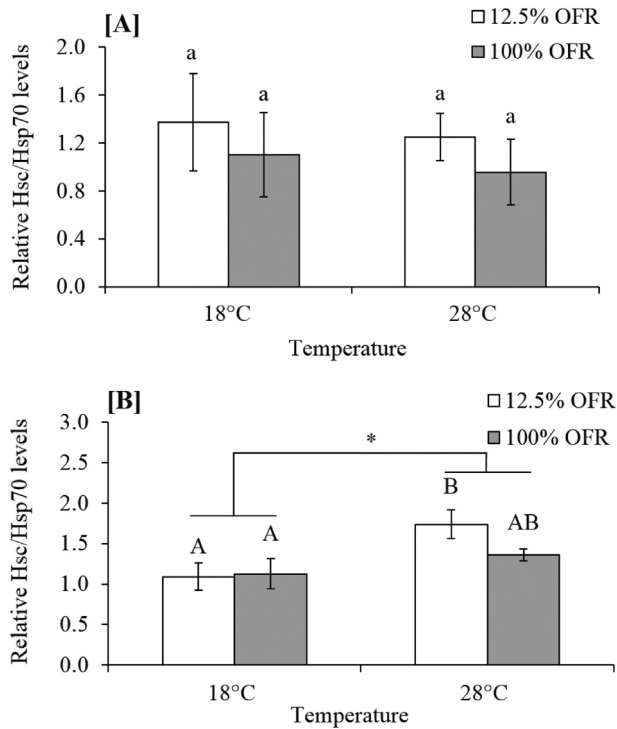 [A]
12.5% OFR
100% OFR
Relative Hsc/Hsp70 levels
2.0
1.6
1.2
0.8
0.4
0.0
a
a
a
a
18°C
28°C
Temperature
[B]
12.5% OFR
100% OFR
Relative Hsc/Hsp70 levels
3.0
2.5
2.0
1.5
1.0
0.5
0.0
*
A
A
B
AB
18°C
28°C
Temperature